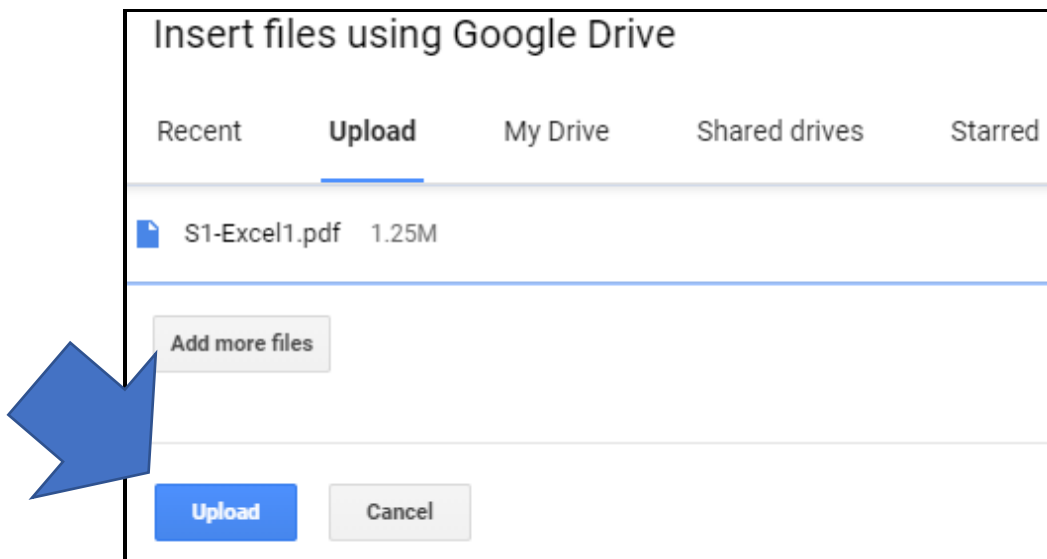 Insert files using Google Drive
Recent Upload My Drive Shared drives Starred
S1-Excel1.pdf 1.25M
Add more files
Upload Cancel